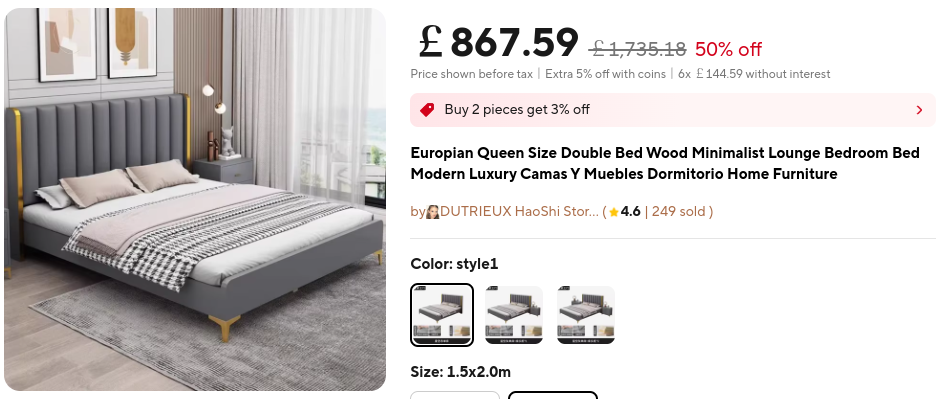 £ 867.59 £ 1,735.18 50% off
Price shown before tax | Extra 5% off with coins | 6x £144.59 without interest
Buy 2 pieces get 3% off
Europian Queen Size Double Bed Wood Minimalist Lounge Bedroom Bed
Modern Luxury Camas Y Muebles Dormitorio Home Furniture
by DUTRIEUX HaoShi Stor... ( 4.6 | 249 sold )
Color: style1
Size: 1.5x2.0m